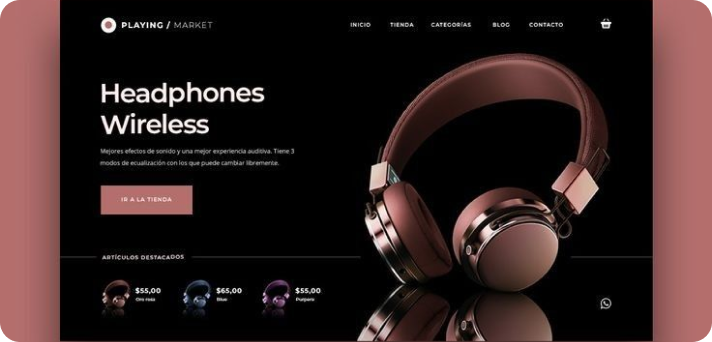 PLAYING / MARKET
INICIO TIENDA CATEGORÍAS BLOG CONTACTO
Headphones
Wireless
Mejores efectos de sonido y una mejor experiencia auditiva. Tiene 3
modos de ecualización con los que puede cambiar libremente.
IR A LA TIENDA
ARTÍCULOS DESTACADOS
$55,00
Oro rosa
$65,00
Blue
$55,00
Purpura